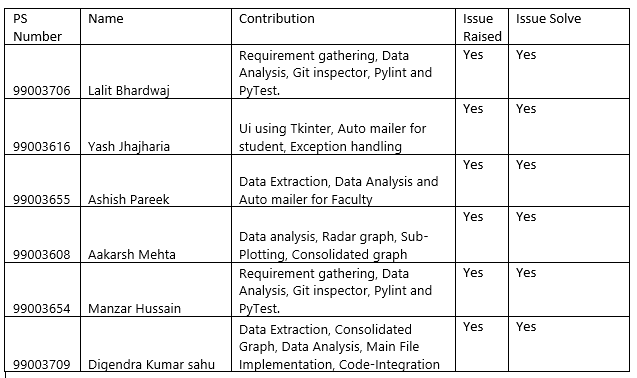 PS Number Name Contribution Issue Raised Issue Solve
99003706 Lalit Bhardwaj Requirement gathering, Data Analysis, Git inspector, Pylint and PyTest. Yes Yes
99003616 Yash Jhajharia Ui using Tkinter, Auto mailer for student, Exception handling Yes Yes
99003655 Ashish Pareek Data Extraction, Data Analysis and Auto mailer for Faculty Yes Yes
99003608 Aakarsh Mehta Data analysis, Radar graph, Sub-Plotting, Consolidated graph Yes Yes
99003654 Manzar Hussain Requirement gathering, Data Analysis, Git inspector, Pylint and PyTest. Yes Yes
99003709 Digendra Kumar sahu Data Extraction, Consolidated Graph, Data Analysis, Main File Implementation, Code-Integration Yes Yes